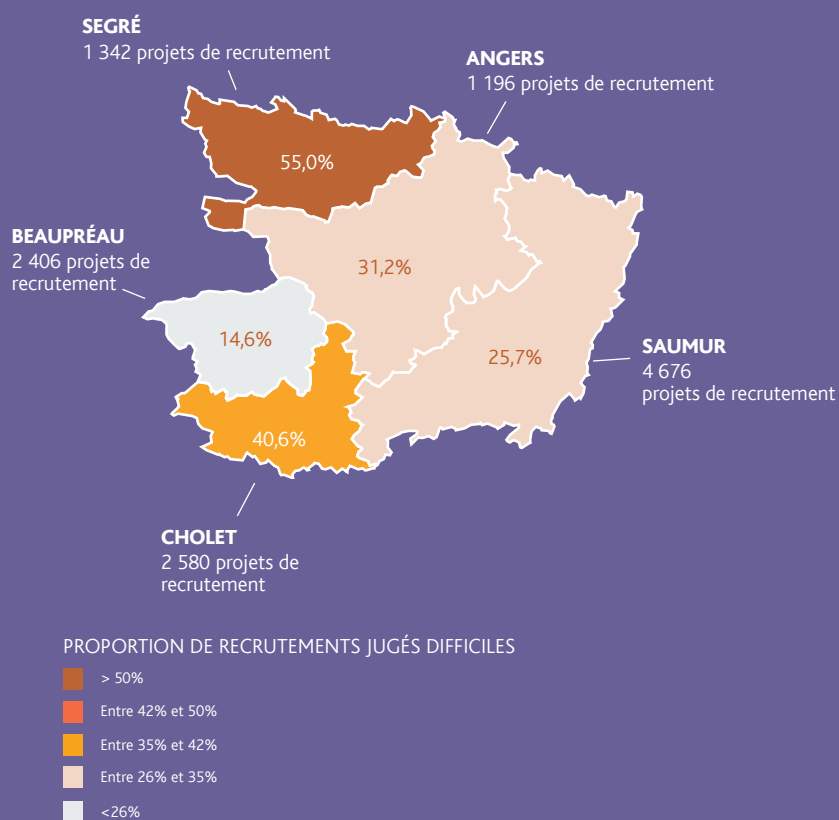 SEGRÉ
1 342 projets de recrutement
ANGERS
1 196 projets de recrutement
55,0%
BEAUPRÉAU
2 406 projets de
recrutement
31,2%
14,6%
25,7%
SAUMUR
4 676
projets de recrutement
40,6%
CHOLET
2 580 projets de
recrutement
PROPORTION DE RECRUTEMENTS JUGÉS DIFFICILES
> 50%
Entre 42% et 50%
Entre 35% et 42%
Entre 26% et 35%
<26%